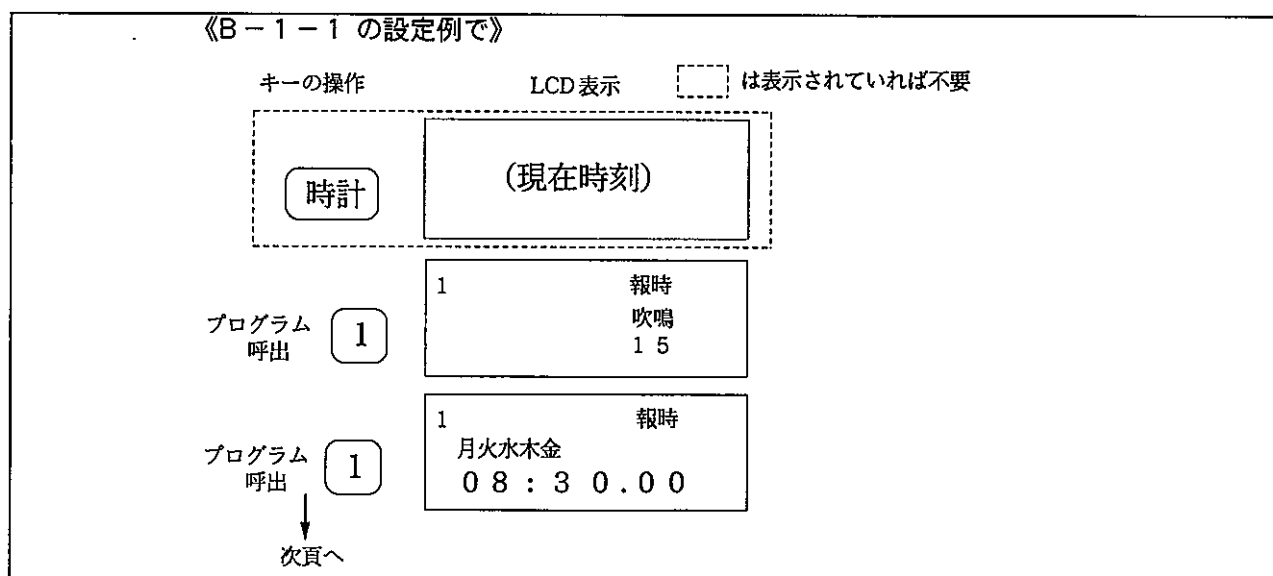 《B－1－1 の設定例で》
キーの操作 LCD表示 は表示されていれば不要
時計 (現在時刻)
1 報時
吹鳴
15
プログラム
呼出
1
1 報時
月火水木金
08:30.00
プログラム
呼出
1
次頁へ